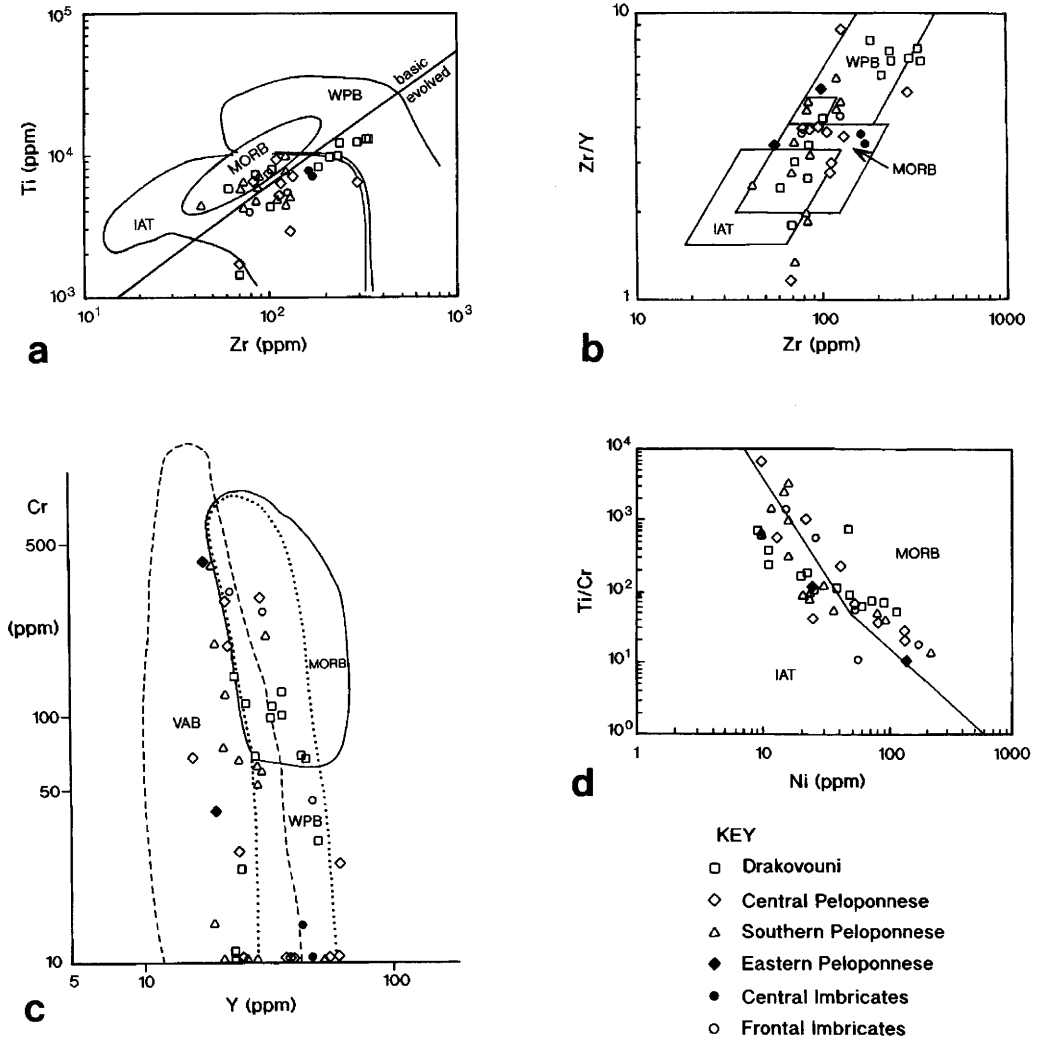 10⁵
10⁴
10³
Ti (ppm)
10¹
10²
10³
Zr (ppm)
basic
evolved
WPB
MORB
IAT
a
10
1
Zr/Y
10
100
1000
Zr (ppm)
WPB
MORB
IAT
b
Cr
500
(ppm)
100
50
10
5
10
100
Y (ppm)
VAB
MORB
WPB
c
10⁴
10³
10²
10¹
10⁰
Ti/Cr
1
10
100
1000
Ni (ppm)
MORB
IAT
d
KEY
Drakovouni
Central Peloponnese
Southern Peloponnese
Eastern Peloponnese
Central Imbricates
Frontal Imbricates